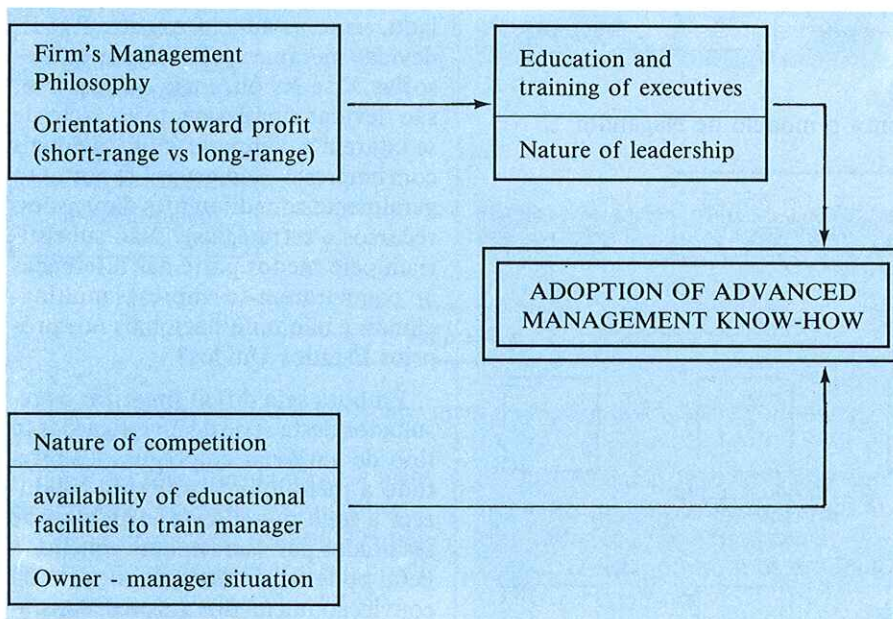 Firm's Management
Philosophy
Orientations toward profit
(short-range vs long-range)
Education and
training of executives
Nature of leadership
ADOPTION OF ADVANCED
MANAGEMENT KNOW-HOW
Nature of competition
availability of educational
facilities to train manager
Owner - manager situation